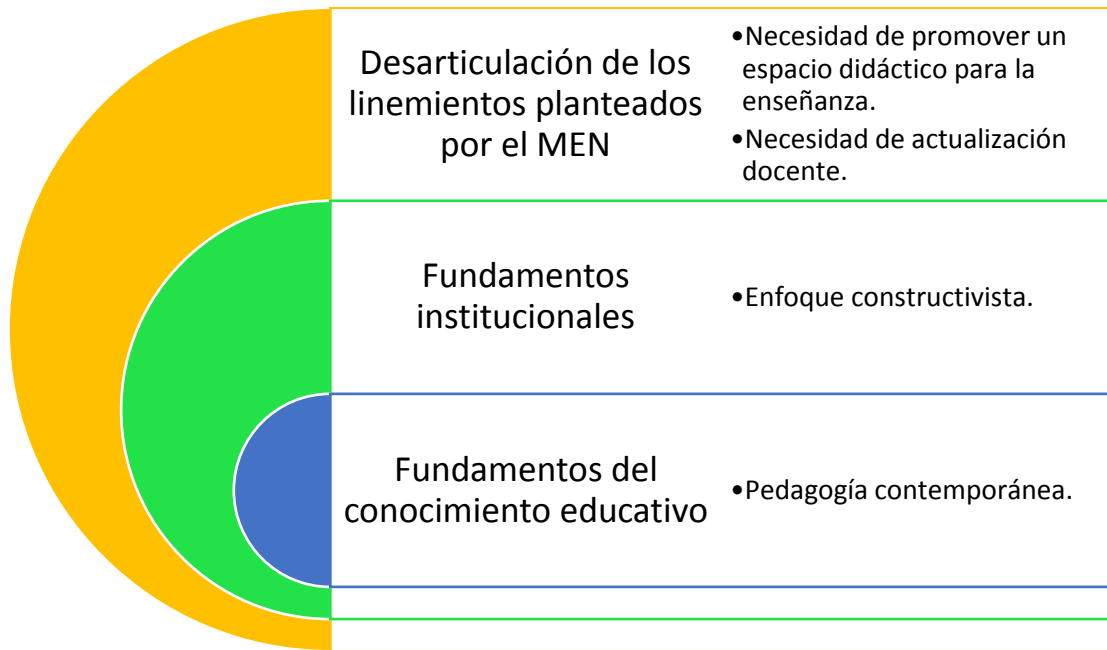 Desarticulación de los
linemientos planteados
por el MEN
•Necesidad de promover un
espacio didáctico para la
enseñanza.
•Necesidad de actualización
docente.
Fundamentos
institucionales
•Enfoque constructivista.
Fundamentos del
conocimiento educativo
•Pedagogía contemporánea.